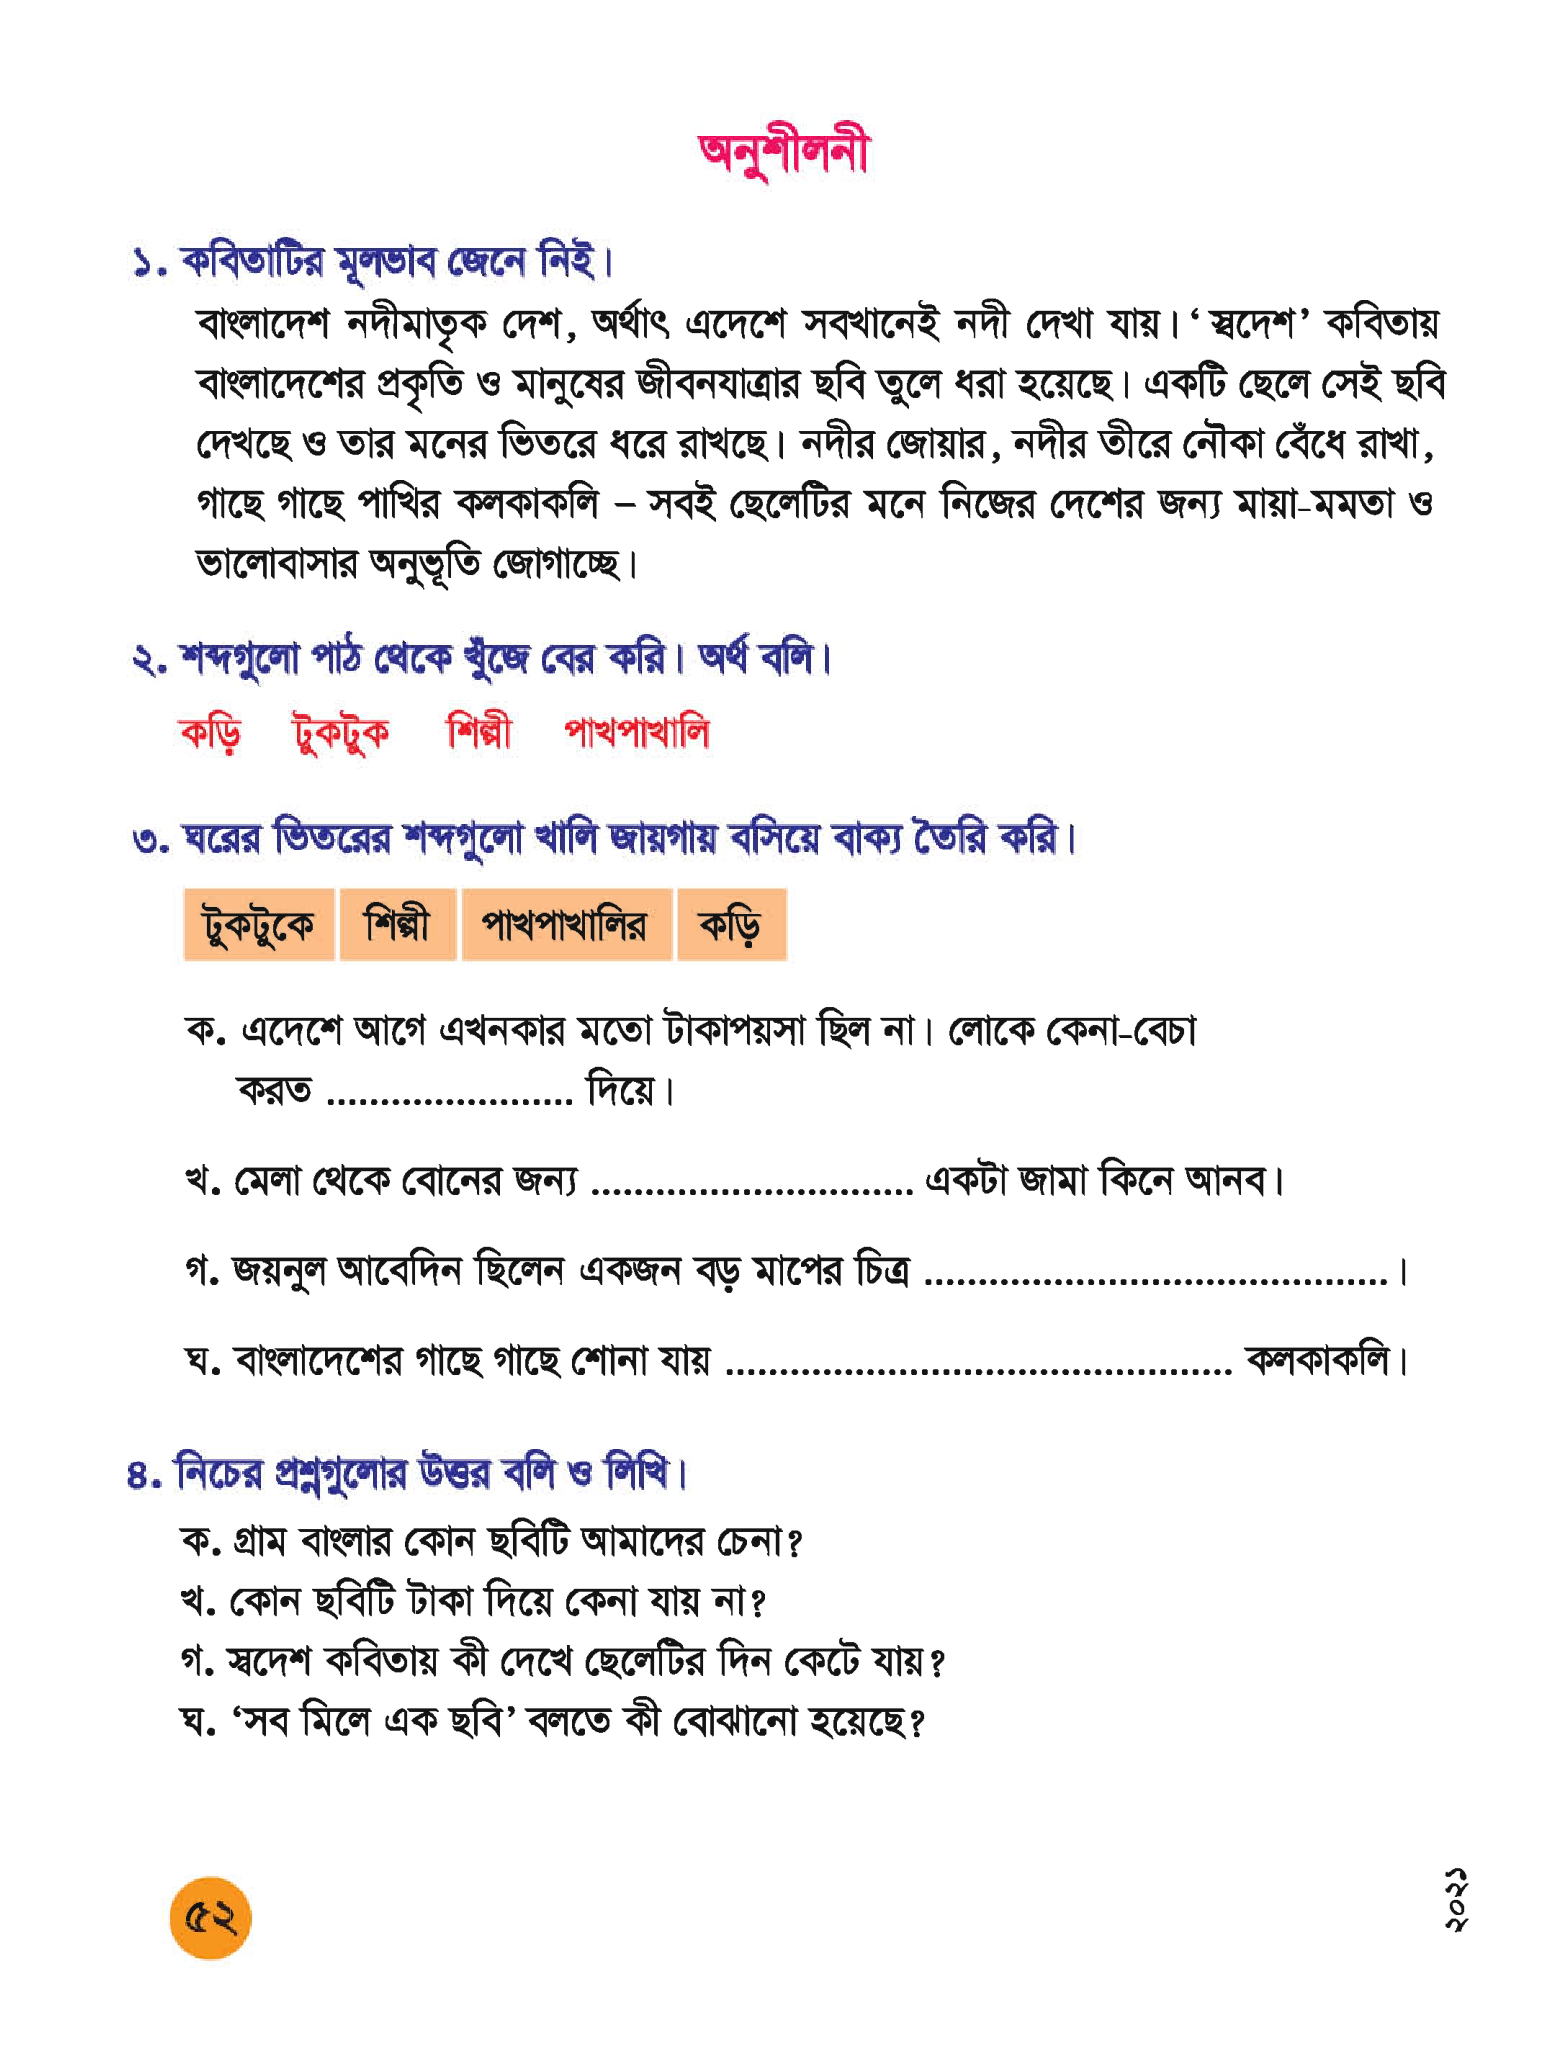 অনুশীলনী
১. কবিতাটির মূলভাব জেনে নিই।
বাংলাদেশ নদীমাতৃক দেশ, অর্থাৎ এদেশে সবখানেই নদী দেখা যায়। ‘ স্বদেশ’ কবিতায়
বাংলাদেশের প্রকৃতি ও মানুষের জীবনযাত্রার ছবি তুলে ধরা হয়েছে। একটি ছেলে সেই ছবি
দেখছে ও তার মনের ভিতরে ধরে রাখছে। নদীর জোয়ার, নদীর তীরে নৌকা বেঁধে রাখা,
গাছে গাছে পাখির কলকাকলি – সবই ছেলেটির মনে নিজের দেশের জন্য মায়া-মমতা ও
ভালোবাসার অনুভূতি জোগাচ্ছে।
২. শব্দগুলো পাঠ থেকে খুঁজে বের করি। অর্থ বলি।
কড়ি টুকটুক শিল্পী পাখপাখালি
৩. ঘরের ভিতরের শব্দগুলো খালি জায়গায় বসিয়ে বাক্য তৈরি করি।
টুকটুকে শিল্পী পাখপাখালির কড়ি
ক. এদেশে আগে এখনকার মতো টাকাপয়সা ছিল না। লোকে কেনা-বেচা
করত ....................... দিয়ে।
খ. মেলা থেকে বোনের জন্য .............................. একটা জামা কিনে আনব।
গ. জয়নুল আবেদিন ছিলেন একজন বড় মাপের চিত্র ........................................... ।
ঘ. বাংলাদেশের গাছে গাছে শোনা যায় ............................................... কলকাকলি।
৪. নিচের প্রশ্নগুলোর উত্তর বলি ও লিখি।
ক. গ্রাম বাংলার কোন ছবিটি আমাদের চেনা?
খ. কোন ছবিটি টাকা দিয়ে কেনা যায় না?
গ. স্বদেশ কবিতায় কী দেখে ছেলেটির দিন কেটে যায়?
ঘ. ‘সব মিলে এক ছবি’ বলতে কী বোঝানো হয়েছে?
৫২
২০২১